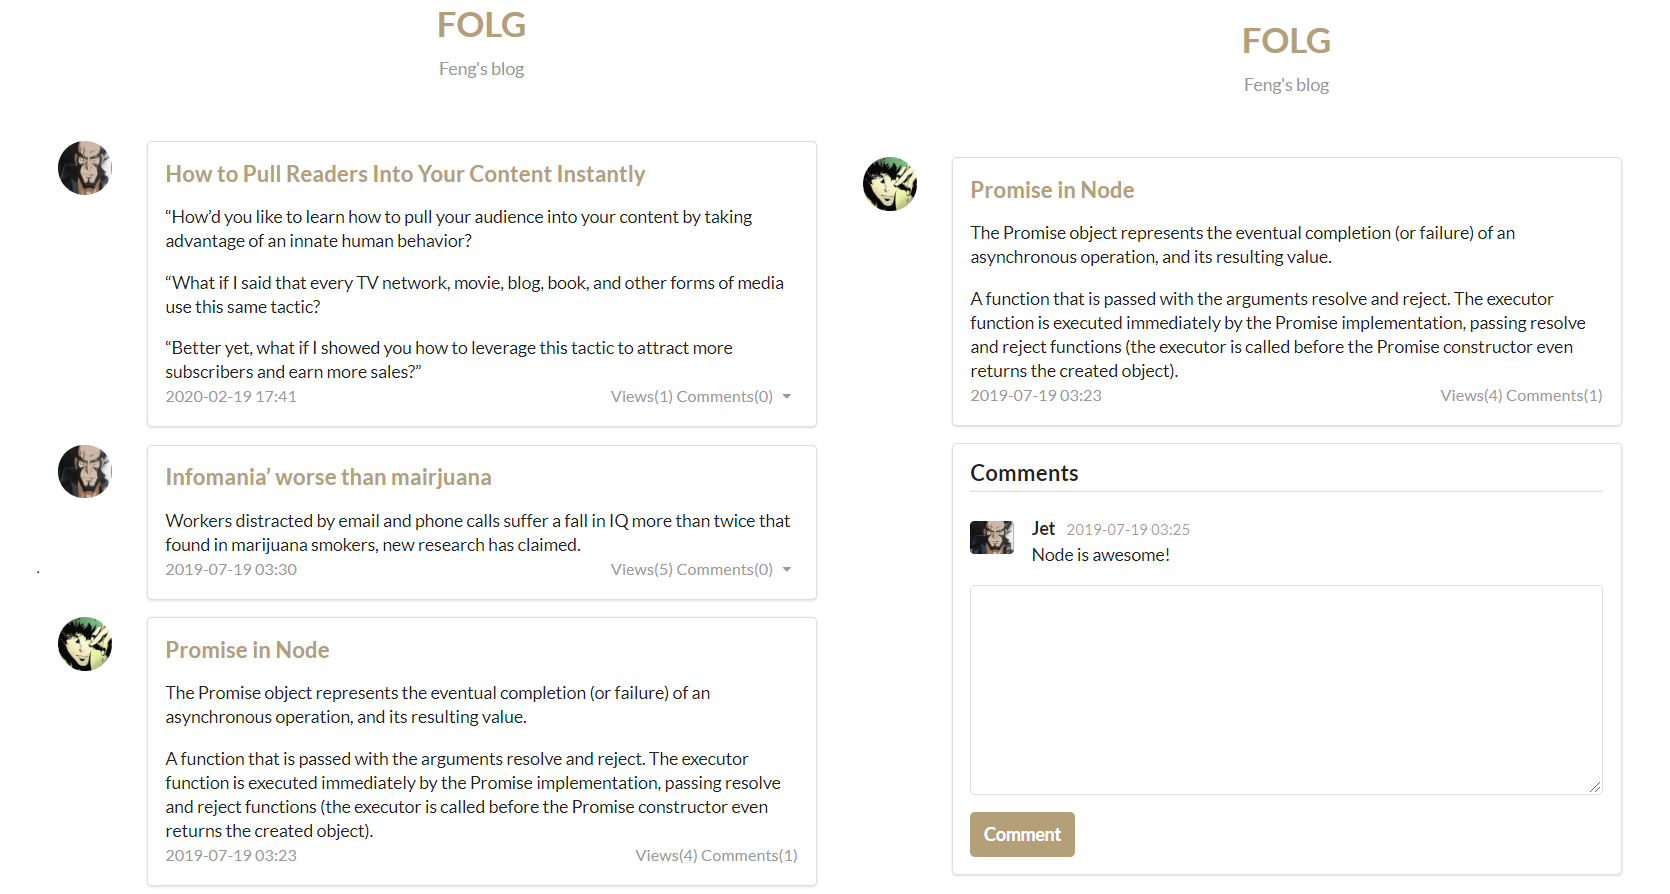 FOLG
Feng's blog
How to Pull Readers Into Your Content Instantly
“How’d you like to learn how to pull your audience into your content by taking
advantage of an innate human behavior?
“What if I said that every TV network, movie, blog, book, and other forms of media
use this same tactic?
“Better yet, what if I showed you how to leverage this tactic to attract more
subscribers and earn more sales?”
2020-02-19 17:41 Views(1) Comments(0)
Infomania’ worse than mairjuana
Workers distracted by email and phone calls suffer a fall in IQ more than twice that
found in marijuana smokers, new research has claimed.
2019-07-19 03:30 Views(5) Comments(0)
Promise in Node
The Promise object represents the eventual completion (or failure) of an
asynchronous operation, and its resulting value.
A function that is passed with the arguments resolve and reject. The executor
function is executed immediately by the Promise implementation, passing resolve
and reject functions (the executor is called before the Promise constructor even
returns the created object).
2019-07-19 03:23 Views(4) Comments(1)
FOLG
Feng's blog
Promise in Node
The Promise object represents the eventual completion (or failure) of an
asynchronous operation, and its resulting value.
A function that is passed with the arguments resolve and reject. The executor
function is executed immediately by the Promise implementation, passing resolve
and reject functions (the executor is called before the Promise constructor even
returns the created object).
2019-07-19 03:23 Views(4) Comments(1)
Comments
Jet 2019-07-19 03:25
Node is awesome!
Comment